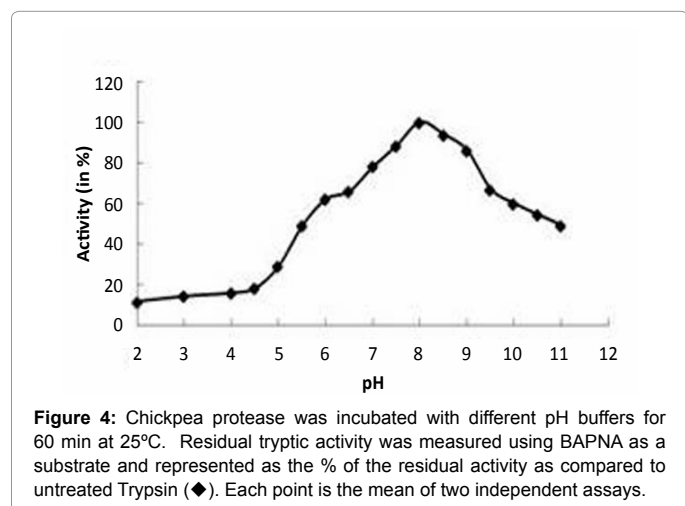 120
100
80
60
40
20
0
Activity (in %)
2 3 4 5 6 7 8 9 10 11 12
pH
Figure 4: Chickpea protease was incubated with different pH buffers for
60 min at 25ºC. Residual tryptic activity was measured using BAPNA as a
substrate and represented as the % of the residual activity as compared to
untreated Trypsin (◆). Each point is the mean of two independent assays.